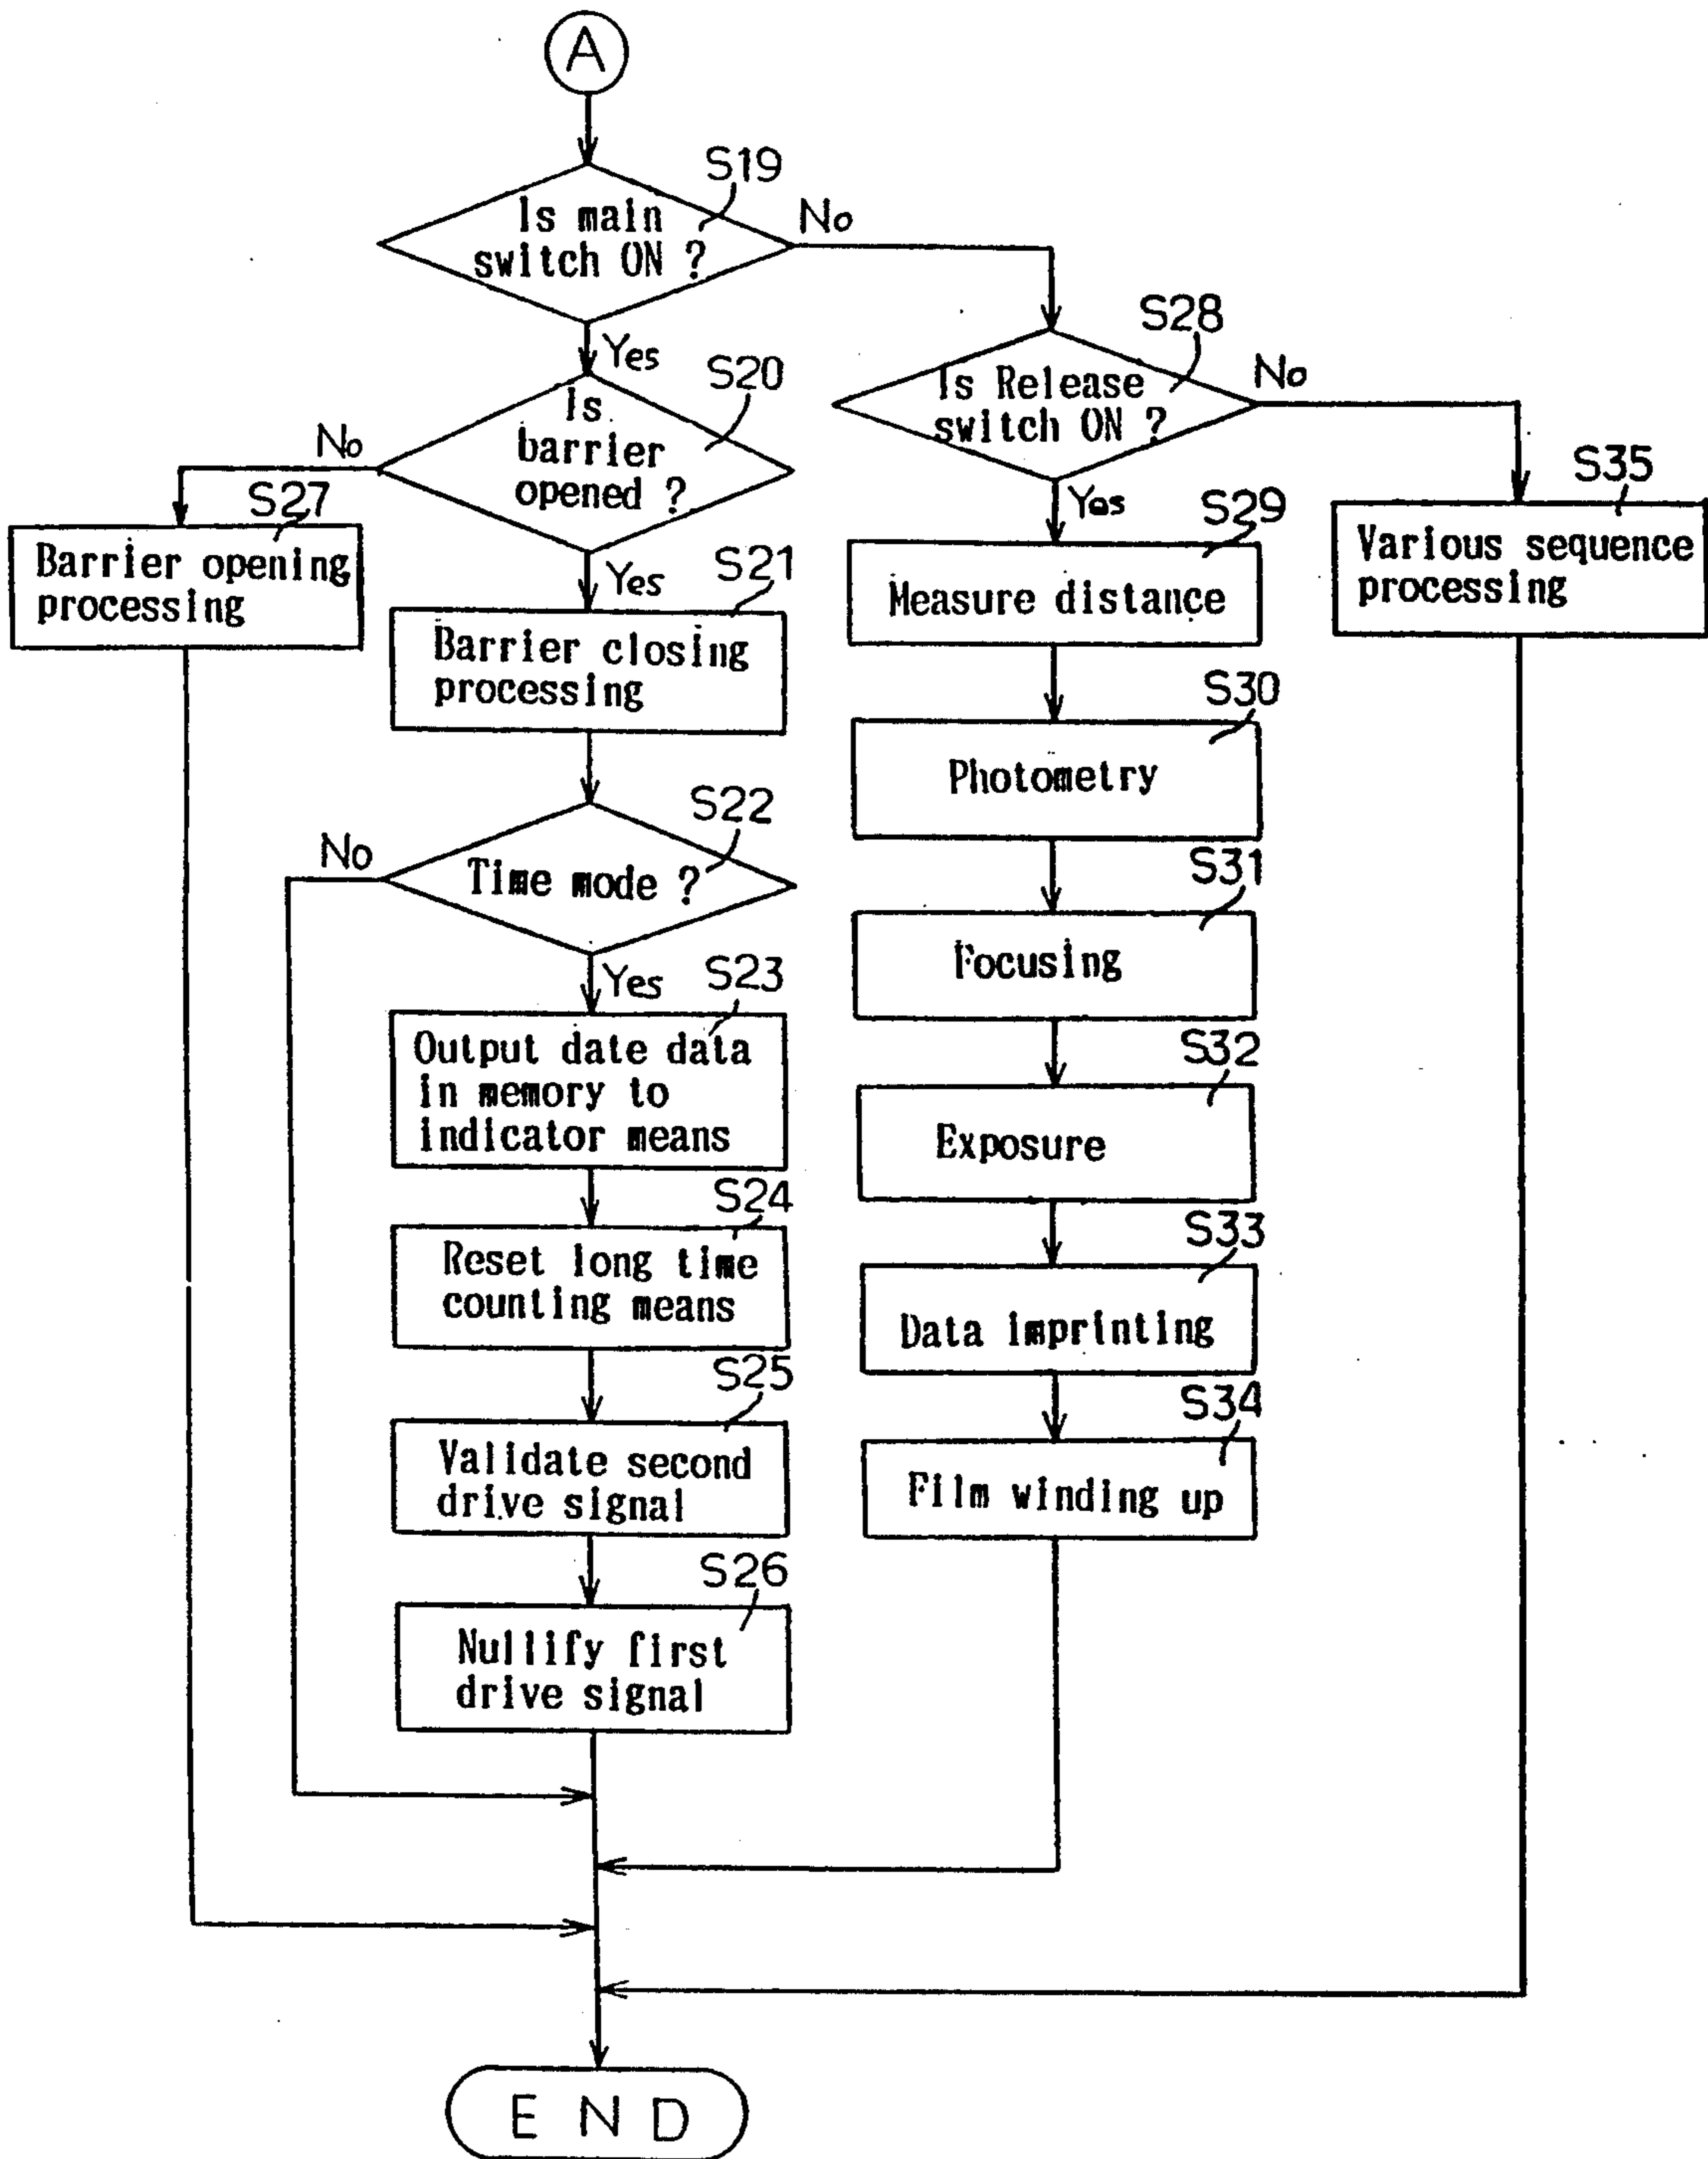 A
S19
Is main
switch ON ?
No
Yes
S20
Is
barrier
opened ?
No
Yes
S27
Barrier opening
processing
S21
Barrier closing
processing
S22
Time mode ?
No
Yes
S23
Output date data
in memory to
indicator means
S24
Reset long time
counting means
S25
Validate second
drive signal
S26
Nullify first
drive signal
S28
Is Release
switch ON ?
No
Yes
S29
Measure distance
S30
Photometry
S31
Focusing
S32
Exposure
S33
Data imprinting
S34
Film winding up
S35
Various sequence
processing
END